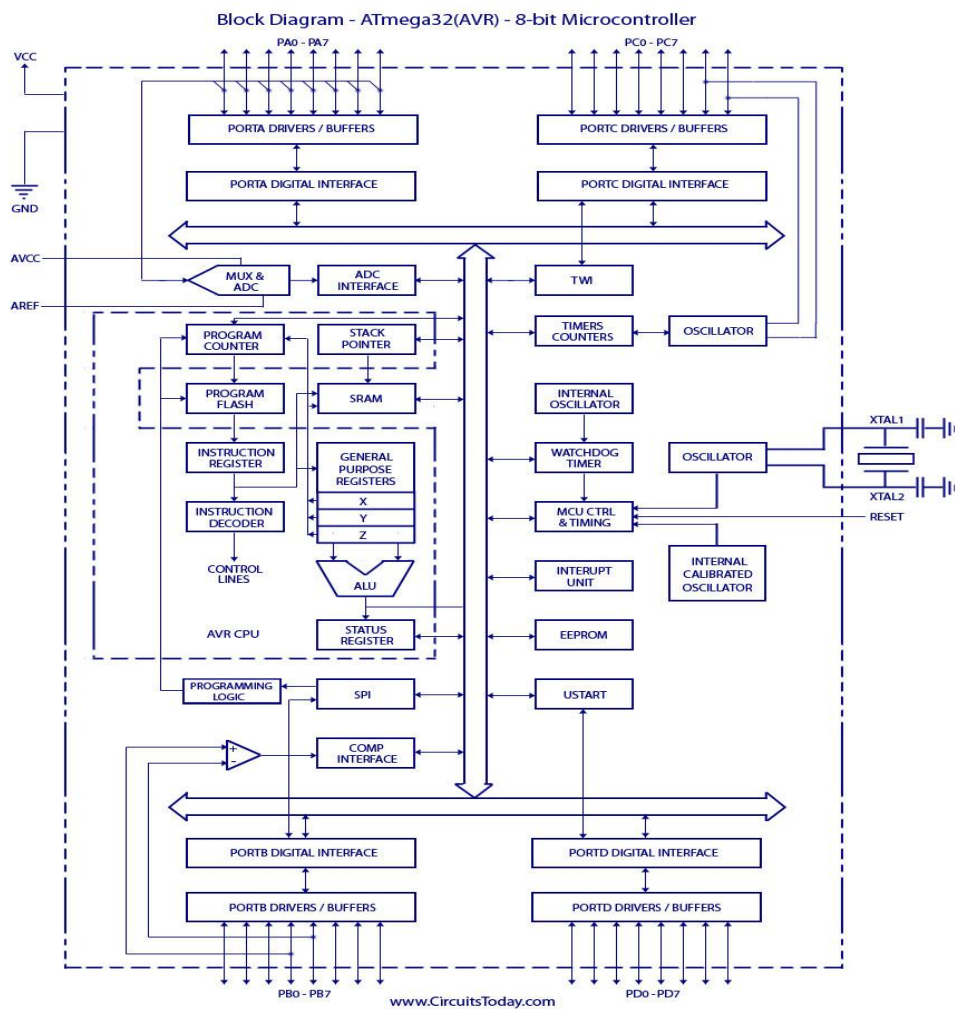 Block Diagram - ATmega32(AVR) - 8-bit Microcontroller
PA0 - PA7
PC0 - PC7
VCC
PORTA DRIVERS / BUFFERS
PORTC DRIVERS / BUFFERS
PORTA DIGITAL INTERFACE
PORTC DIGITAL INTERFACE
GND
AVCC
MUX &
ADC
ADC
INTERFACE
TWI
AREF
PROGRAM
COUNTER
STACK
POINTER
TIMERS
COUNTERS
OSCILLATOR
PROGRAM
FLASH
SRAM
INTERNAL
OSCILLATOR
XTAL1
INSTRUCTION
REGISTER
GENERAL
PURPOSE
REGISTERS
WATCHDOG
TIMER
OSCILLATOR
XTAL2
X
INSTRUCTION
DECODER
Y
Z
MCU CTRL
& TIMING
RESET
CONTROL
LINES
ALU
INTERUPT
UNIT
INTERNAL
CALIBRATED
OSCILLATOR
AVR CPU
STATUS
REGISTER
EEPROM
PROGRAMMING
LOGIC
SPI
USTART
+
-
COMP
INTERFACE
PORTB DIGITAL INTERFACE
PORTD DIGITAL INTERFACE
PORTB DRIVERS / BUFFERS
PORTD DRIVERS / BUFFERS
PB0 - PB7
PD0 - PD7
www.CircuitsToday.com